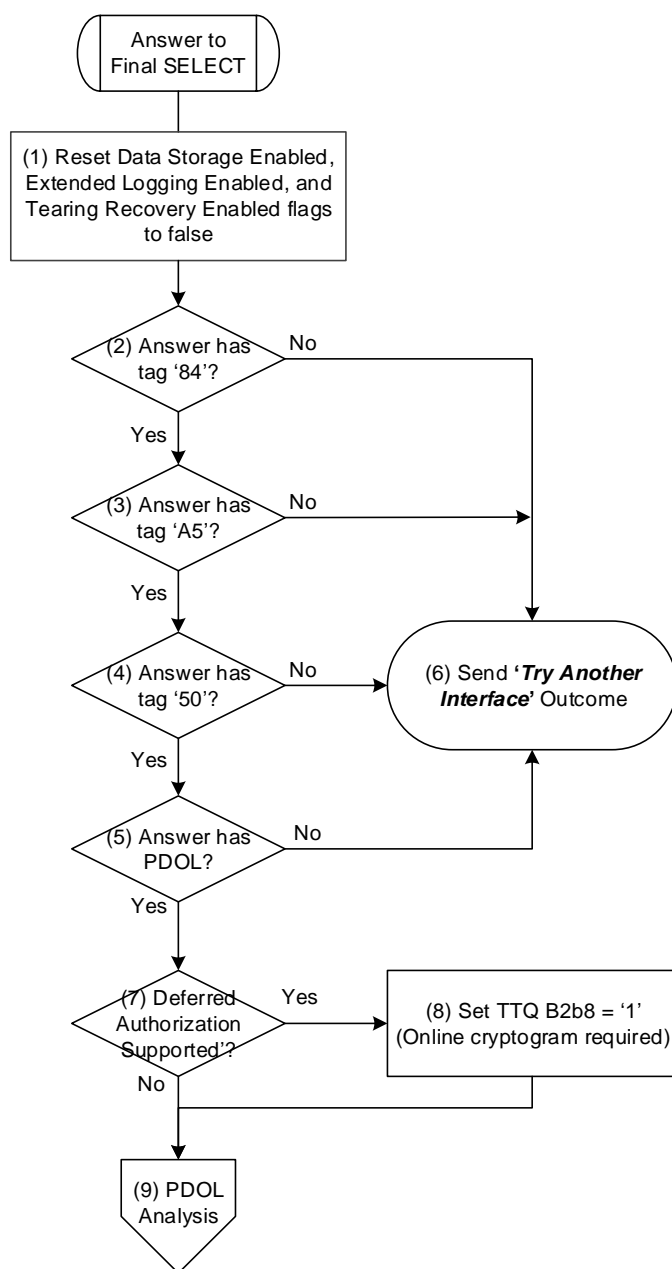 Answer to
Final SELECT
(1) Reset Data Storage Enabled,
Extended Logging Enabled, and
Tearing Recovery Enabled flags
to false
(2) Answer has
tag ‘84’?
No
Yes
(3) Answer has
tag ‘A5’?
No
Yes
(4) Answer has
tag ‘50’?
No
(6) Send ‘Try Another
Interface’ Outcome
Yes
(5) Answer has
PDOL?
No
Yes
(7) Deferred
Authorization
Supported’?
Yes
(8) Set TTQ B2b8 = ‘1’
(Online cryptogram required)
No
(9) PDOL
Analysis